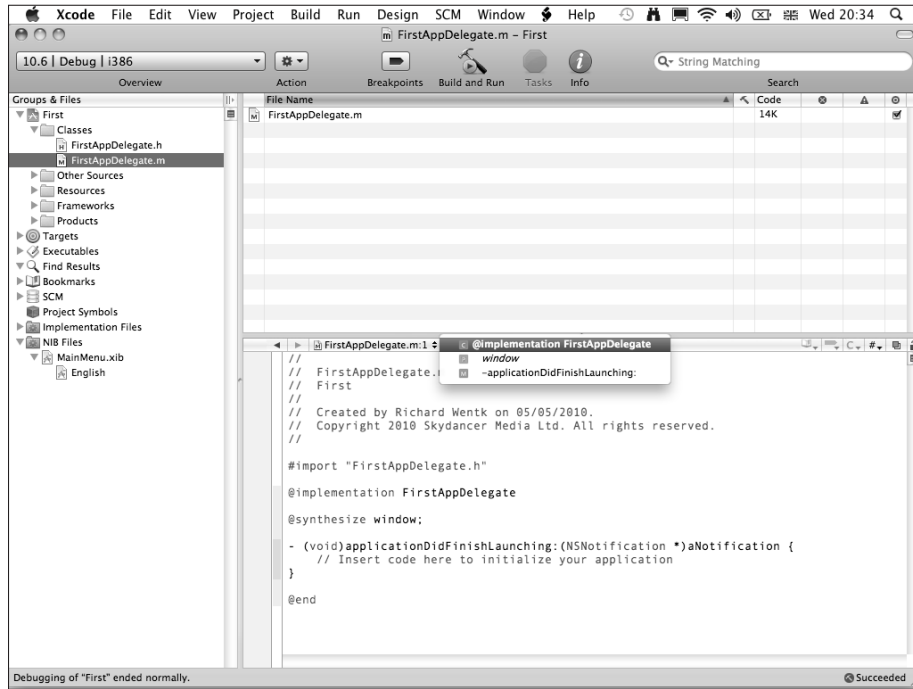 Xcode File Edit View Project Build Run Design SCM Window Help Wed 20:34
FirstAppDelegate.m – First
10.6 | Debug | i386
String Matching
Overview Action Breakpoints Build and Run Tasks Info Search
Groups & Files
File Name Code
First
FirstAppDelegate.m 14K
Classes
FirstAppDelegate.h
FirstAppDelegate.m
Other Sources
Resources
Frameworks
Products
Targets
Executables
Find Results
Bookmarks
SCM
Project Symbols
Implementation Files
NIB Files
MainMenu.xib
English
FirstAppDelegate.m:1
@implementation FirstAppDelegate
window
-applicationDidFinishLaunching:
C
#
//
// FirstAppDelegate.
// First
//
// Created by Richard Wentk on 05/05/2010.
// Copyright 2010 Skydancer Media Ltd. All rights reserved.
//
#import "FirstAppDelegate.h"
@implementation FirstAppDelegate
@synthesize window;
- (void)applicationDidFinishLaunching:(NSNotification *)aNotification {
// Insert code here to initialize your application
}
@end
Debugging of "First" ended normally.
Succeeded